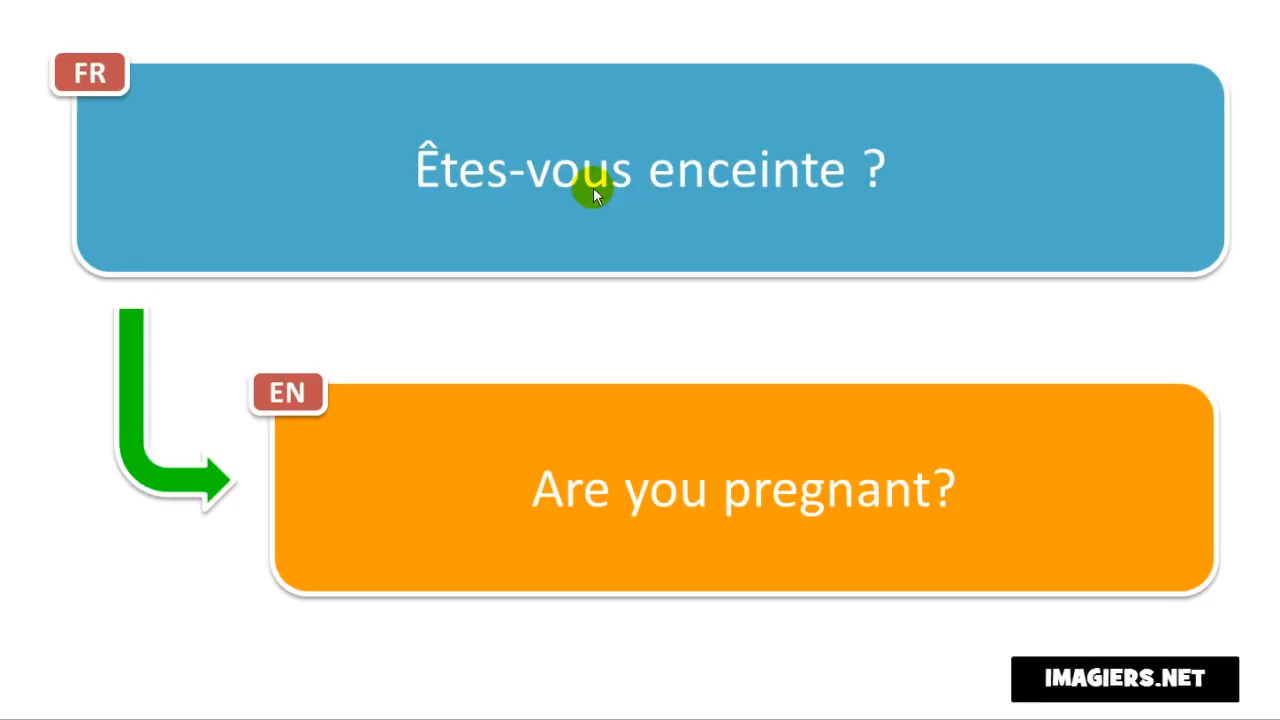 FR
Êtes-vous enceinte ?
EN
Are you pregnant?
IMAGIERS.NET